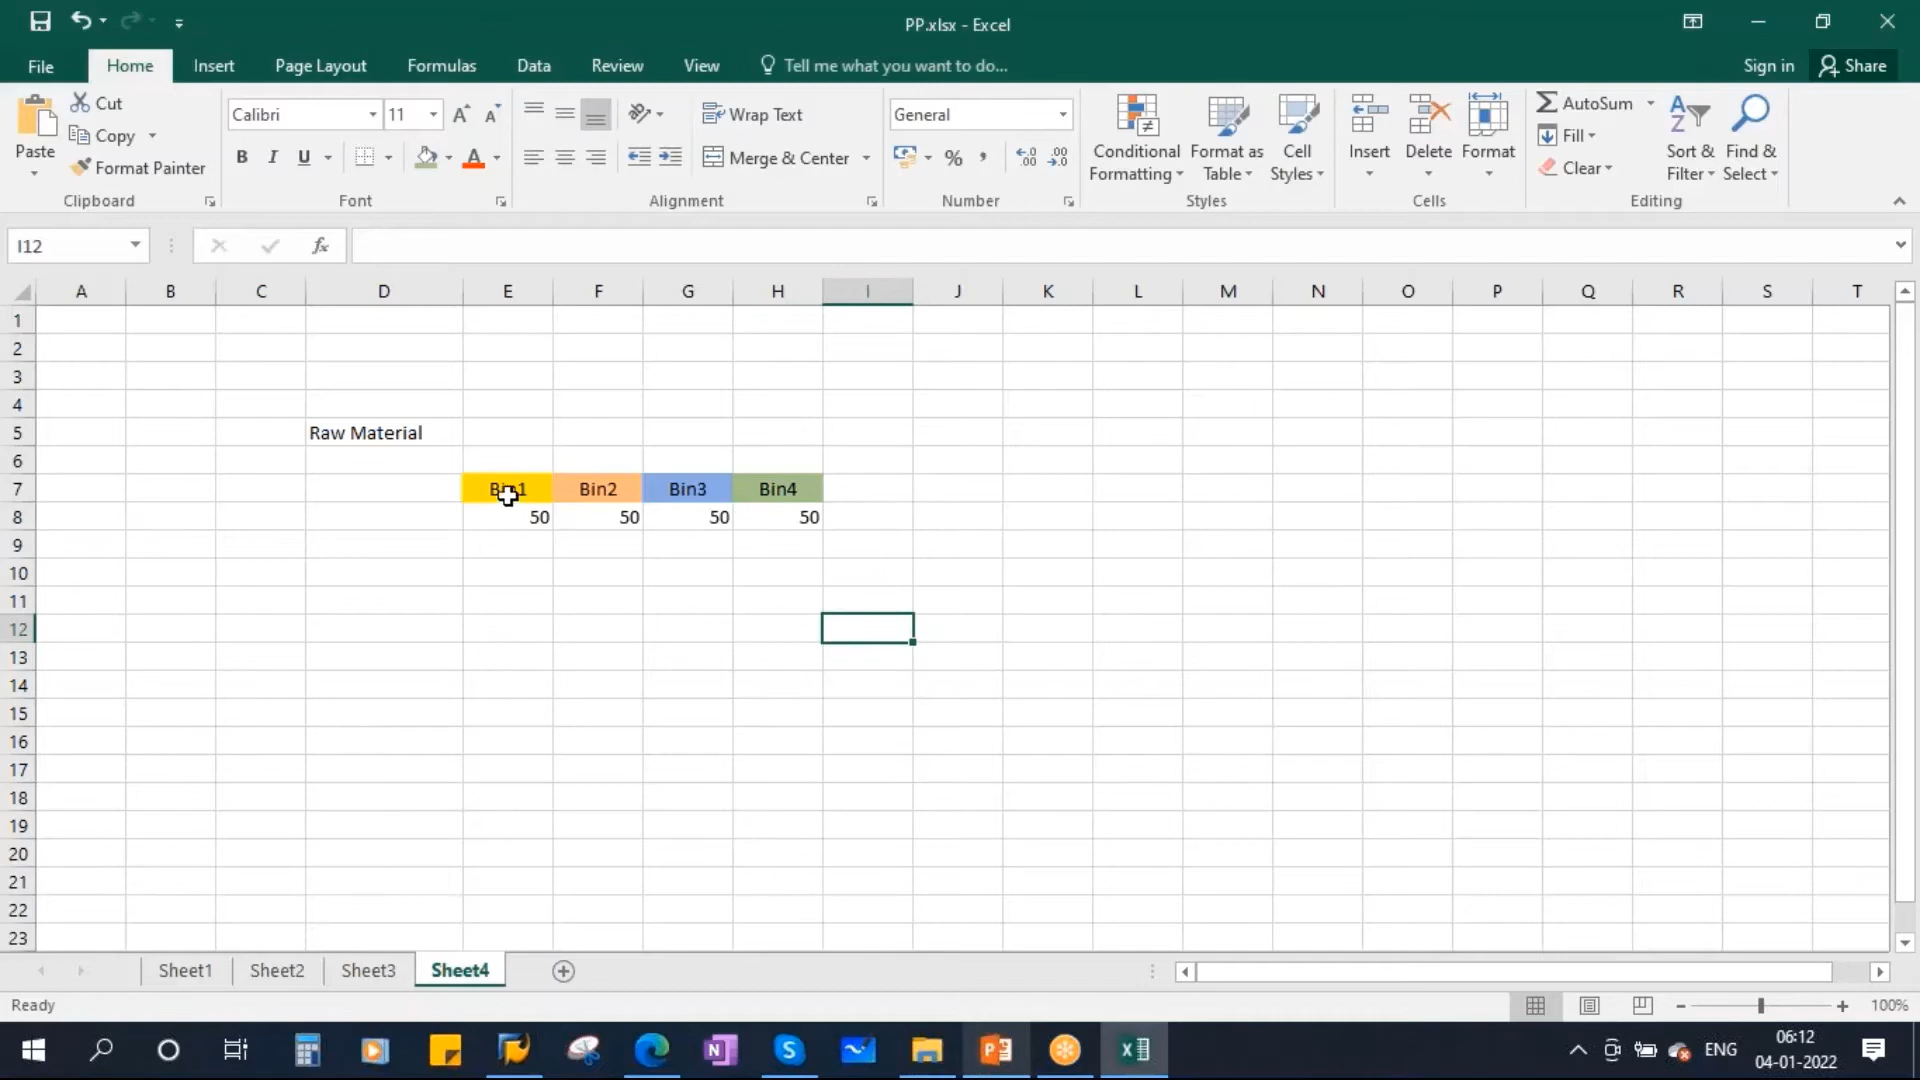 PP.xlsx - Excel
File Home Insert Page Layout Formulas Data Review View Tell me what you want to do... Sign in Share
Paste Cut Copy Format Painter Clipboard
Calibri 11 B I U A Font
Wrap Text Merge & Center Alignment
General % Number
Conditional Formatting Format as Table Cell Styles Styles
Insert Delete Format Cells
AutoSum Fill Clear Sort & Filter Find & Select Editing
I12 fx
A B C D E F G H I J K L M N O P Q R S T
1
2
3
4
5 Raw Material
6
7 Bin1 Bin2 Bin3 Bin4
8 50 50 50 50
9
10
11
12
13
14
15
16
17
18
19
20
21
22
23
Sheet1 Sheet2 Sheet3 Sheet4
Ready 100%
ENG 06:12
04-01-2022